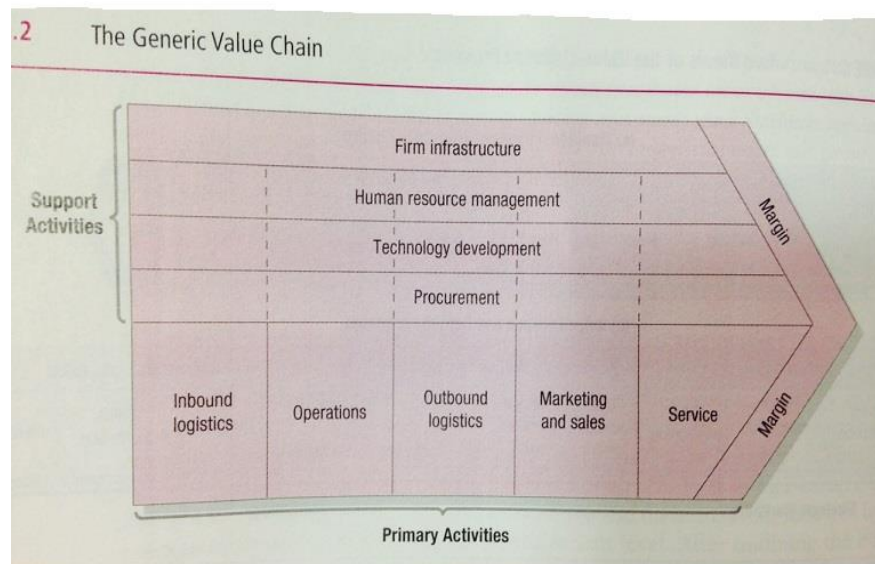 .2 The Generic Value Chain
Support
Activities
Firm infrastructure
Human resource management
Technology development
Procurement
Margin
Inbound
logistics
Operations
Outbound
logistics
Marketing
and sales
Service
Margin
Primary Activities